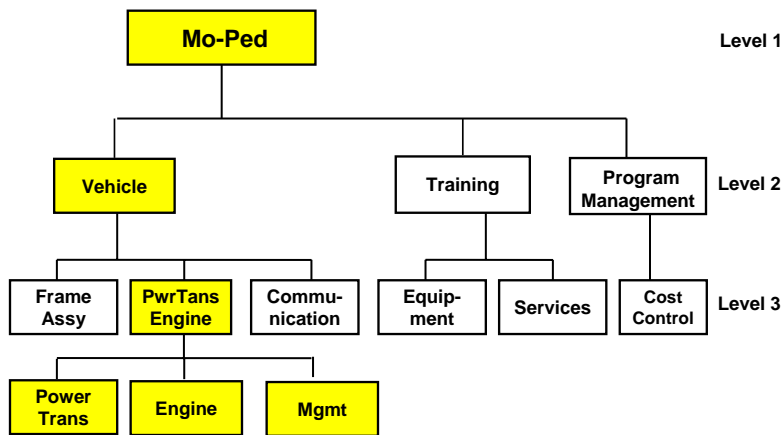 Mo-Ped
Level 1
Vehicle
Training
Program
Management
Level 2
Frame
Assy
PwrTans
Engine
Commu-
nication
Equip-
ment
Services
Cost
Control
Level 3
Power
Trans
Engine
Mgmt